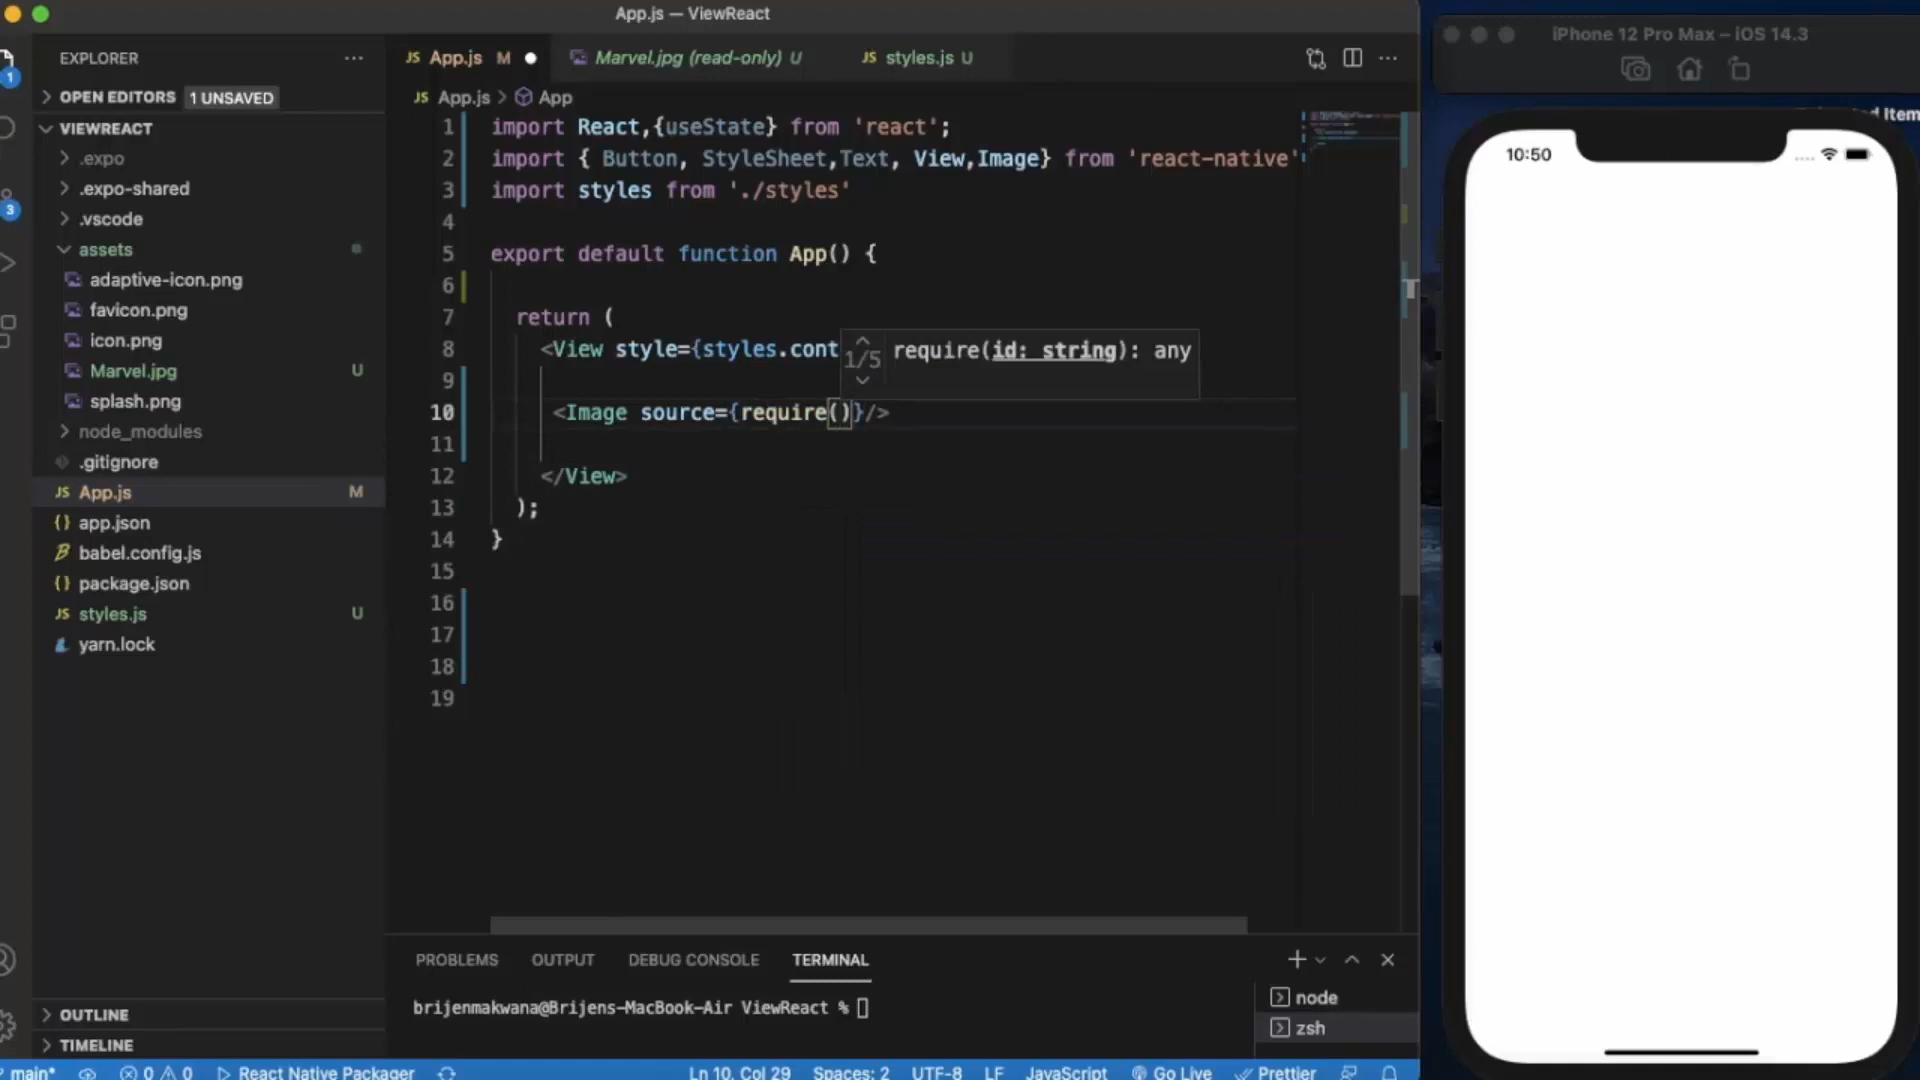 App.js — ViewReact
EXPLORER
OPEN EDITORS 1 UNSAVED
VIEWREACT
.expo
.expo-shared
.vscode
assets
adaptive-icon.png
favicon.png
icon.png
Marvel.jpg U
splash.png
node_modules
.gitignore
App.js M
app.json
babel.config.js
package.json
styles.js U
yarn.lock
OUTLINE
TIMELINE
1
3
JS App.js M
Marvel.jpg (read-only) U
JS styles.js U
JS App.js > App
1 import React,{useState} from 'react';
2 import { Button, StyleSheet,Text, View,Image} from 'react-native'
3 import styles from './styles'
4
5 export default function App() {
6
7 return (
8 <View style={styles.cont
1/5 require(id: string): any
9
10 <Image source={require()}/>
11
12 </View>
13 );
14 }
15
16
17
18
19
PROBLEMS OUTPUT DEBUG CONSOLE TERMINAL
brijenmakwana@Brijens-MacBook-Air ViewReact %
node
zsh
main* 0 0 React Native Packager Ln 10, Col 29 Spaces: 2 UTF-8 LF JavaScript Go Live Prettier
iPhone 12 Pro Max – iOS 14.3
d Item
10:50